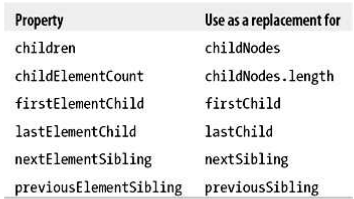 Property Use as a replacement for
children childNodes
childElementCount childNodes.length
firstElementChild firstChild
lastElementChild lastChild
nextElementSibling nextSibling
previousElementSibling previousSibling